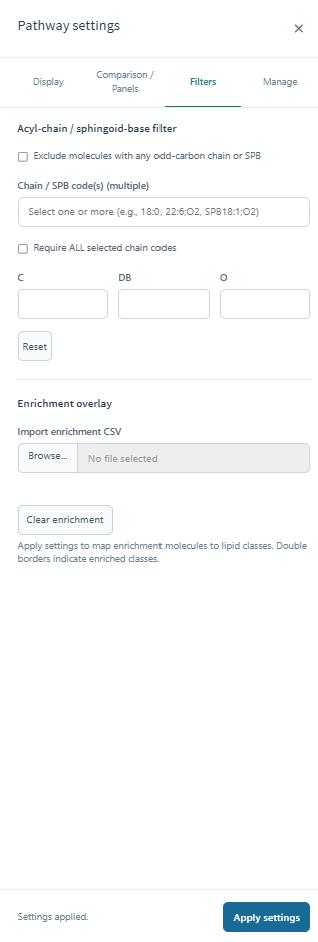 Pathway settings
×
Display
Comparison /
Panels
Filters
Manage
Acyl-chain / sphingoid-base filter
Exclude molecules with any odd-carbon chain or SPB
Chain / SPB code(s) (multiple)
Select one or more (e.g., 18:0, 22:6;O2, SPB18:1;O2)
Require ALL selected chain codes
C DB O
Reset
Enrichment overlay
Import enrichment CSV
Browse... No file selected
Clear enrichment
Apply settings to map enrichment molecules to lipid classes. Double
borders indicate enriched classes.
Settings applied.
Apply settings